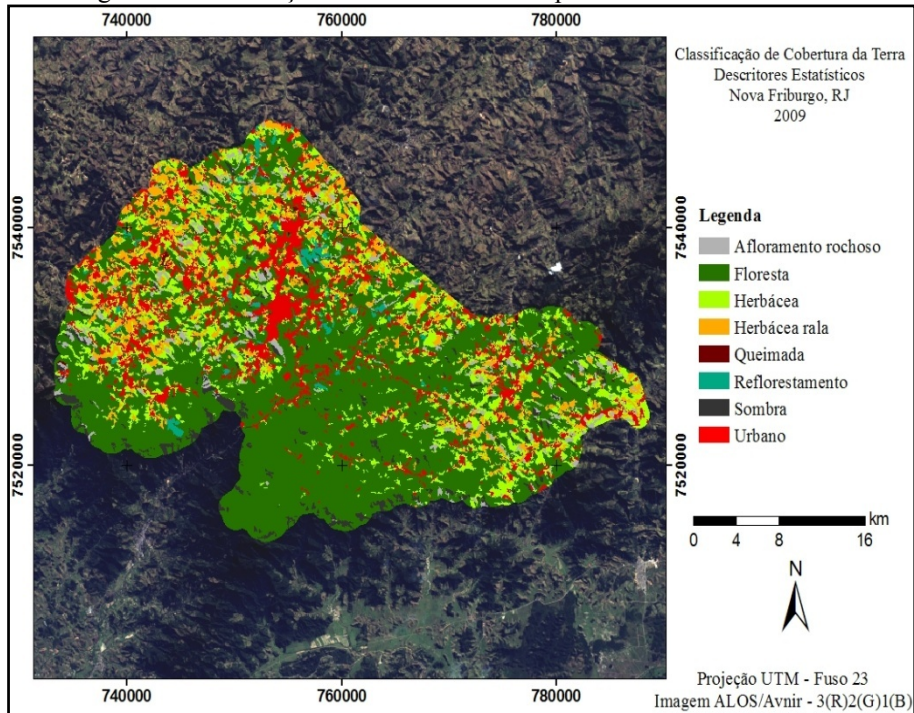 740000 760000 780000
Classificação de Cobertura da Terra
Descritores Estatísticos
Nova Friburgo, RJ
2009
7540000
7540000
Legenda
Afloramento rochoso
Floresta
Herbácea
Herbácea rala
Queimada
Reflorestamento
Sombra
Urbano
7520000
7520000
km
0 4 8 16
N
Projeção UTM - Fuso 23
Imagem ALOS/Avnir - 3(R)2(G)1(B)
740000 760000 780000